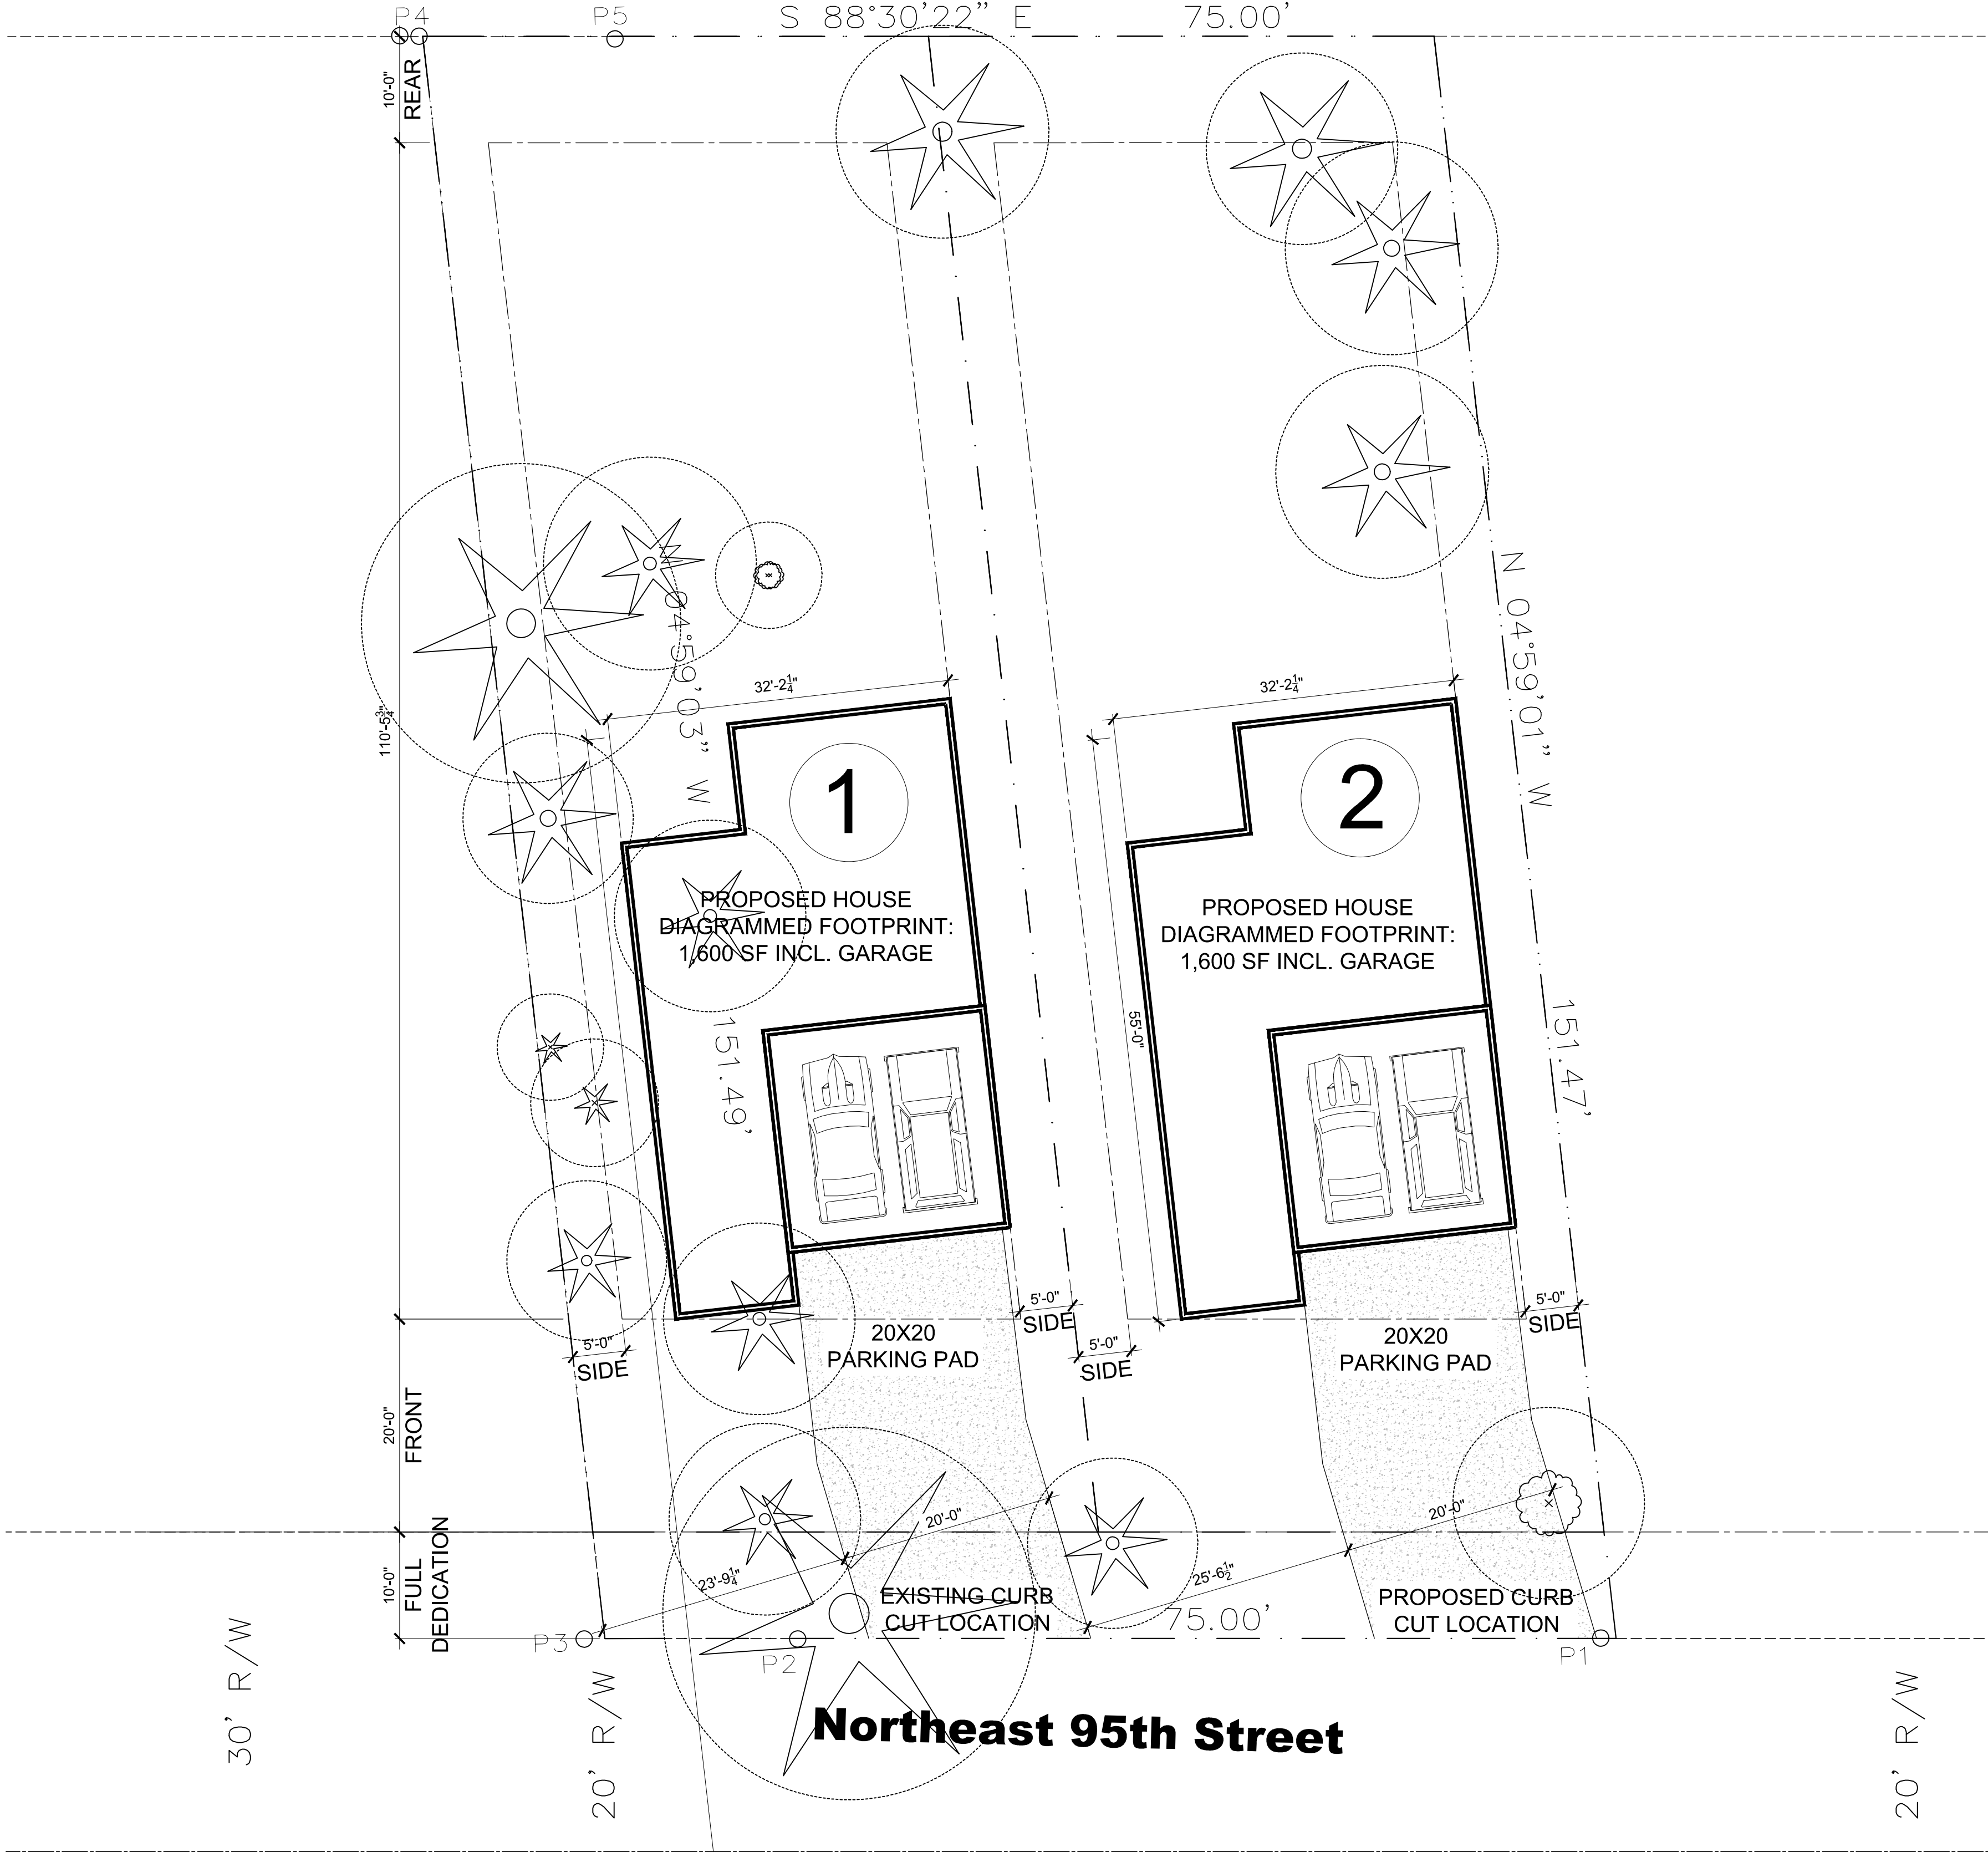 P4
P5
S 88°30'22" E
75.00'
10'-0"
REAR
N
04°59'03" W
151.49'
N 04°59'01" W
151.47'
110'-5¾"
32'-2¼"
32'-2¼"
1
2
PROPOSED HOUSE
DIAGRAMMED FOOTPRINT:
1,600 SF INCL. GARAGE
PROPOSED HOUSE
DIAGRAMMED FOOTPRINT:
1,600 SF INCL. GARAGE
55'-0"
5'-0"
SIDE
5'-0"
SIDE
5'-0"
SIDE
5'-0"
SIDE
20X20
PARKING PAD
20X20
PARKING PAD
20'-0"
FRONT
10'-0"
FULL
DEDICATION
20'-0"
20'-0"
23'-9¼"
25'-6½"
EXISTING CURB
CUT LOCATION
PROPOSED CURB
CUT LOCATION
75.00'
P3
P2
P1
30' R/W
20' R/W
20' R/W
Northeast 95th Street